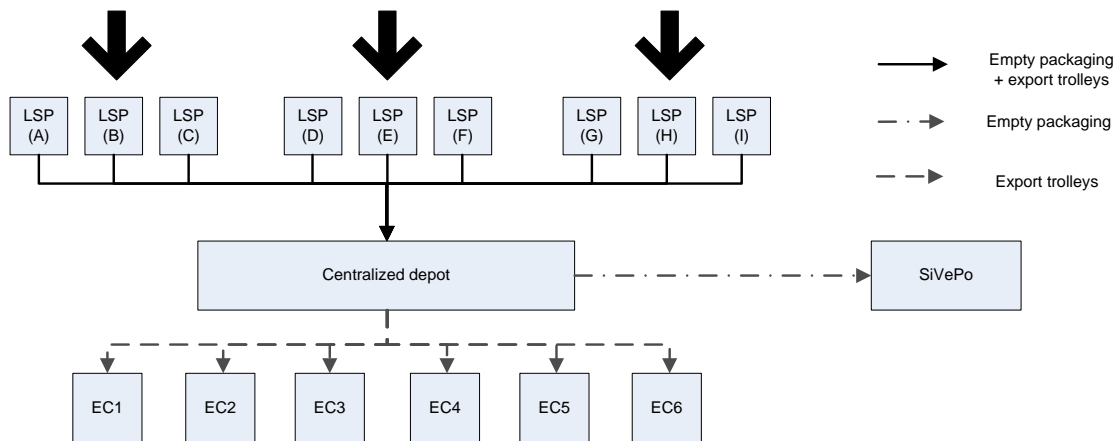 LSP
(A)
LSP
(B)
LSP
(C)
LSP
(D)
LSP
(E)
LSP
(F)
LSP
(G)
LSP
(H)
LSP
(I)
Empty packaging
+ export trolleys
Empty packaging
Export trolleys
Centralized depot
SiVePo
EC1
EC2
EC3
EC4
EC5
EC6